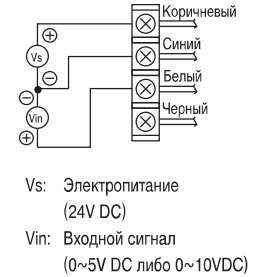 Коричневый
Синий
Белый
Черный
Vs
Vin
Vs: Электропитание
(24V DC)
Vin: Входной сигнал
(0~5V DC либо 0~10VDC)